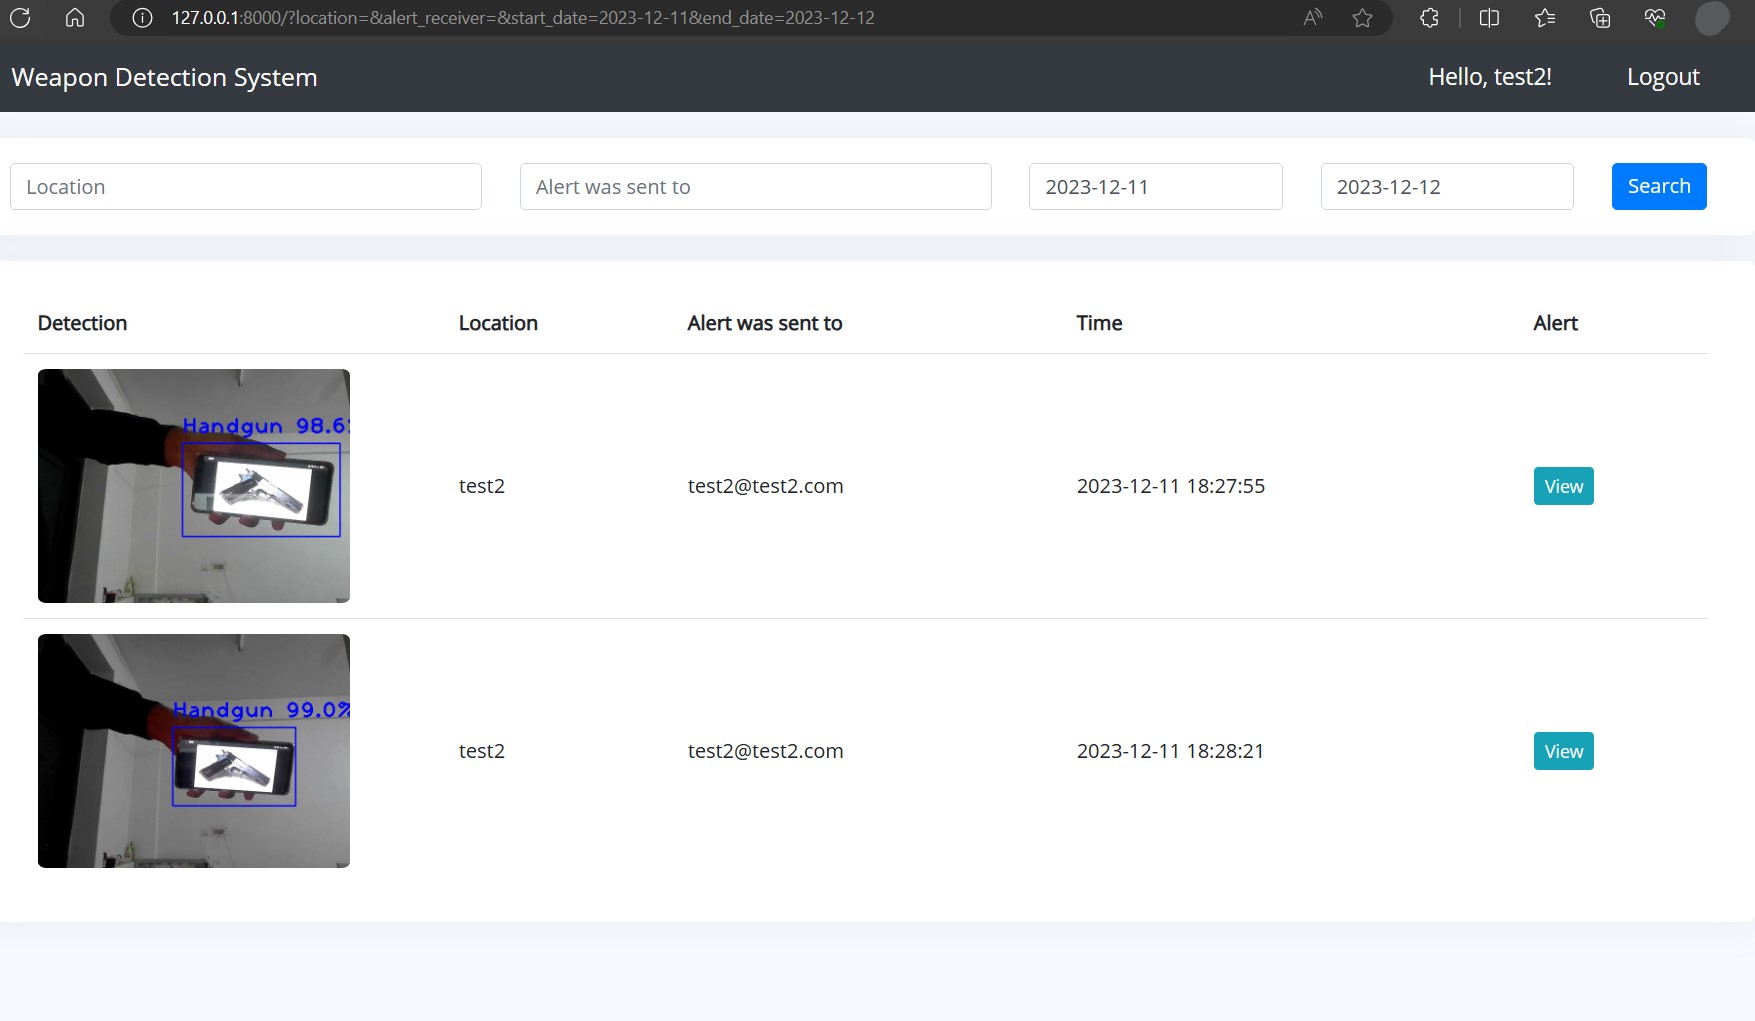 127.0.0.1:8000/?location=&alert_receiver=&start_date=2023-12-11&end_date=2023-12-12
Weapon Detection System Hello, test2! Logout
Location Alert was sent to 2023-12-11 2023-12-12 Search
Detection Location Alert was sent to Time Alert
Handgun 98.6
test2 test2@test2.com 2023-12-11 18:27:55 View
Handgun 99.0%
test2 test2@test2.com 2023-12-11 18:28:21 View